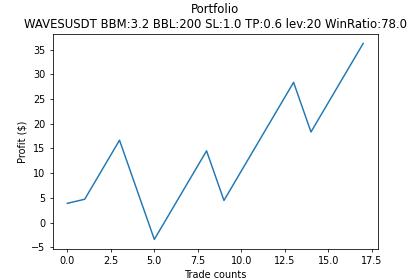 Portfolio
WAVESUSDT BBM:3.2 BBL:200 SL:1.0 TP:0.6 lev:20 WinRatio:78.0
35
30
25
20
15
10
5
0
−5
Profit ($)
0.0 2.5 5.0 7.5 10.0 12.5 15.0 17.5
Trade counts